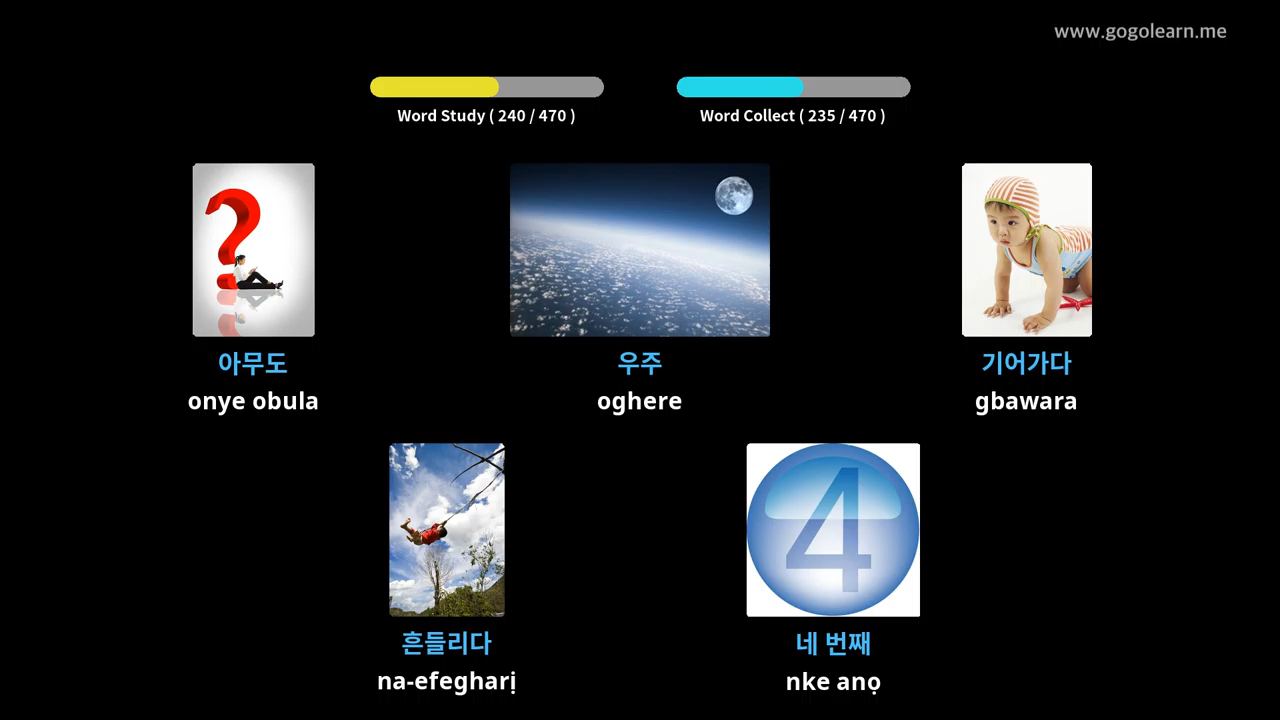 www.gogolearn.me
Word Study ( 240 / 470 )
Word Collect ( 235 / 470 )
아무도
onye obula
우주
oghere
기어가다
gbawara
흔들리다
na-efegharị
4
네 번째
nke anọ